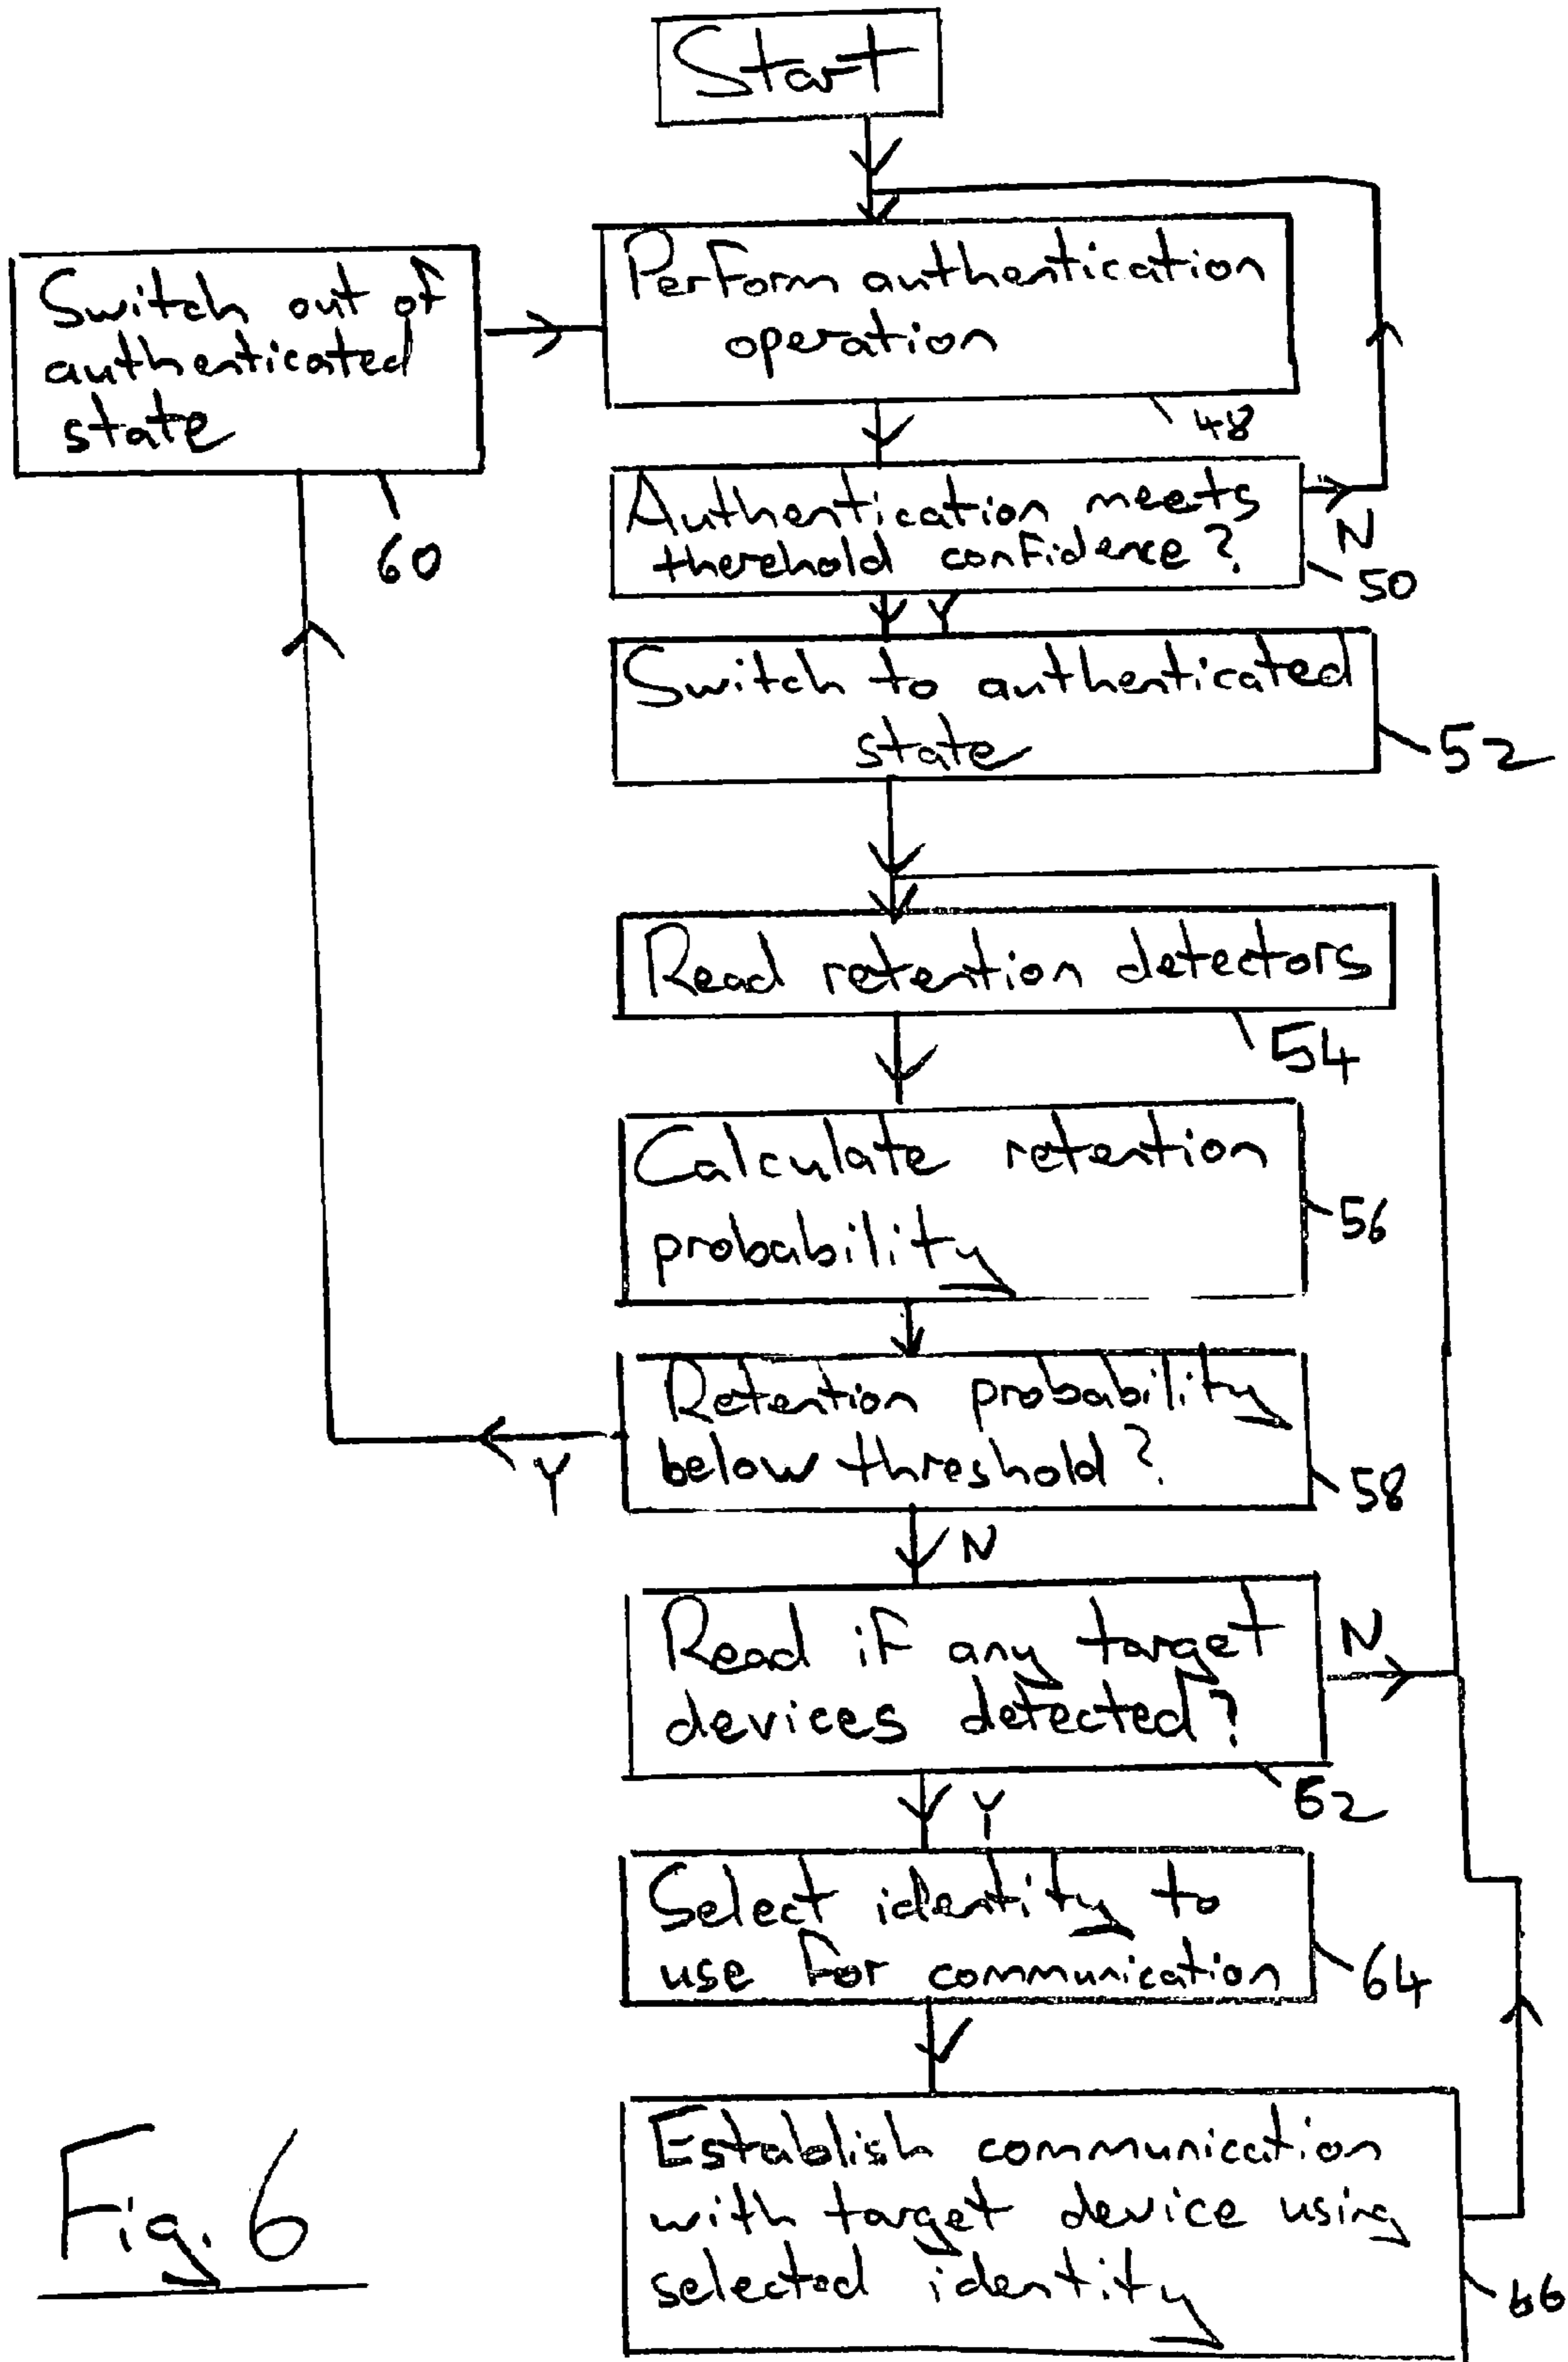 Start
Perform authentication
operation
48
Switch out of
authenticated
state
60
Authentication meets
therehold confidence?
N
50
Y
Switch to authenticated
state
52
Read retention detectors
54
Calculate retention
probability
56
Retention probability
below threshold?
Y
58
N
Read if any target
devices detected?
N
62
Y
Select identity to
use for communication
64
Establish communication
with target device using
selected identity
66
Fig. 6